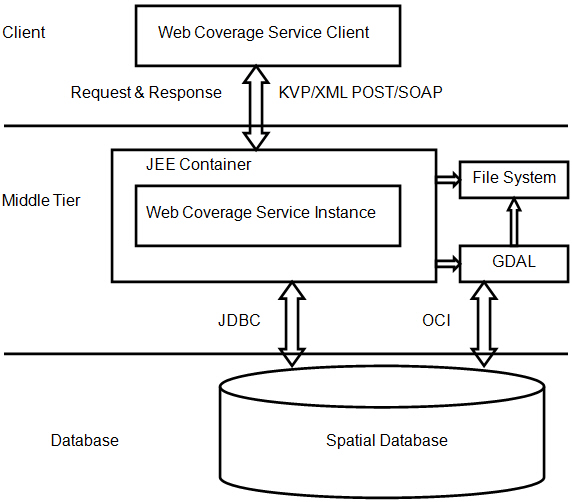 Client
Web Coverage Service Client
Request & Response
KVP/XML POST/SOAP
JEE Container
File System
Middle Tier
Web Coverage Service Instance
GDAL
JDBC
OCI
Database
Spatial Database